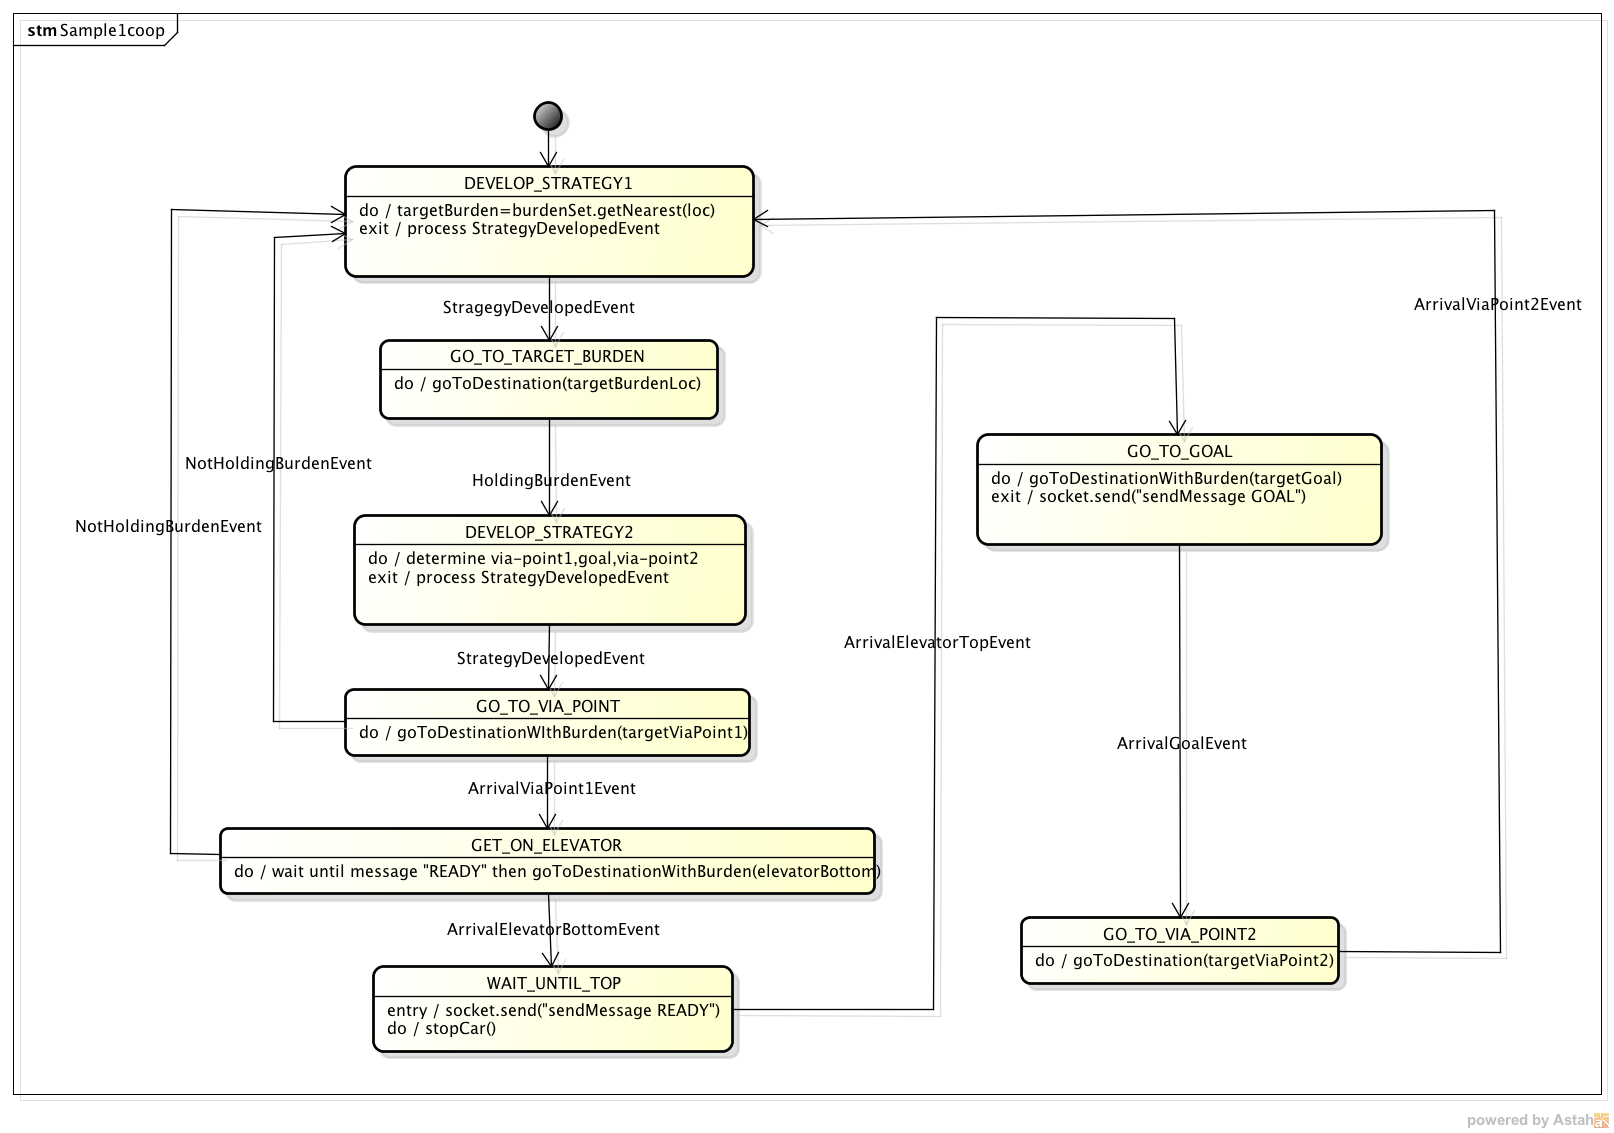 stm Sample1coop
DEVELOP_STRATEGY1
do / targetBurden=burdenSet.getNearest(loc)
exit / process StrategyDevelopedEvent
StragegyDevelopedEvent
ArrivalViaPoint2Event
GO_TO_TARGET_BURDEN
do / goToDestination(targetBurdenLoc)
NotHoldingBurdenEvent
HoldingBurdenEvent
GO_TO_GOAL
do / goToDestinationWithBurden(targetGoal)
exit / socket.send("sendMessage GOAL")
NotHoldingBurdenEvent
DEVELOP_STRATEGY2
do / determine via-point1,goal,via-point2
exit / process StrategyDevelopedEvent
ArrivalElevatorTopEvent
StrategyDevelopedEvent
GO_TO_VIA_POINT
do / goToDestinationWIthBurden(targetViaPoint1)
ArrivalGoalEvent
ArrivalViaPoint1Event
GET_ON_ELEVATOR
do / wait until message "READY" then goToDestinationWithBurden(elevatorBottom)
ArrivalElevatorBottomEvent
GO_TO_VIA_POINT2
do / goToDestination(targetViaPoint2)
WAIT_UNTIL_TOP
entry / socket.send("sendMessage READY")
do / stopCar()
powered by Astah